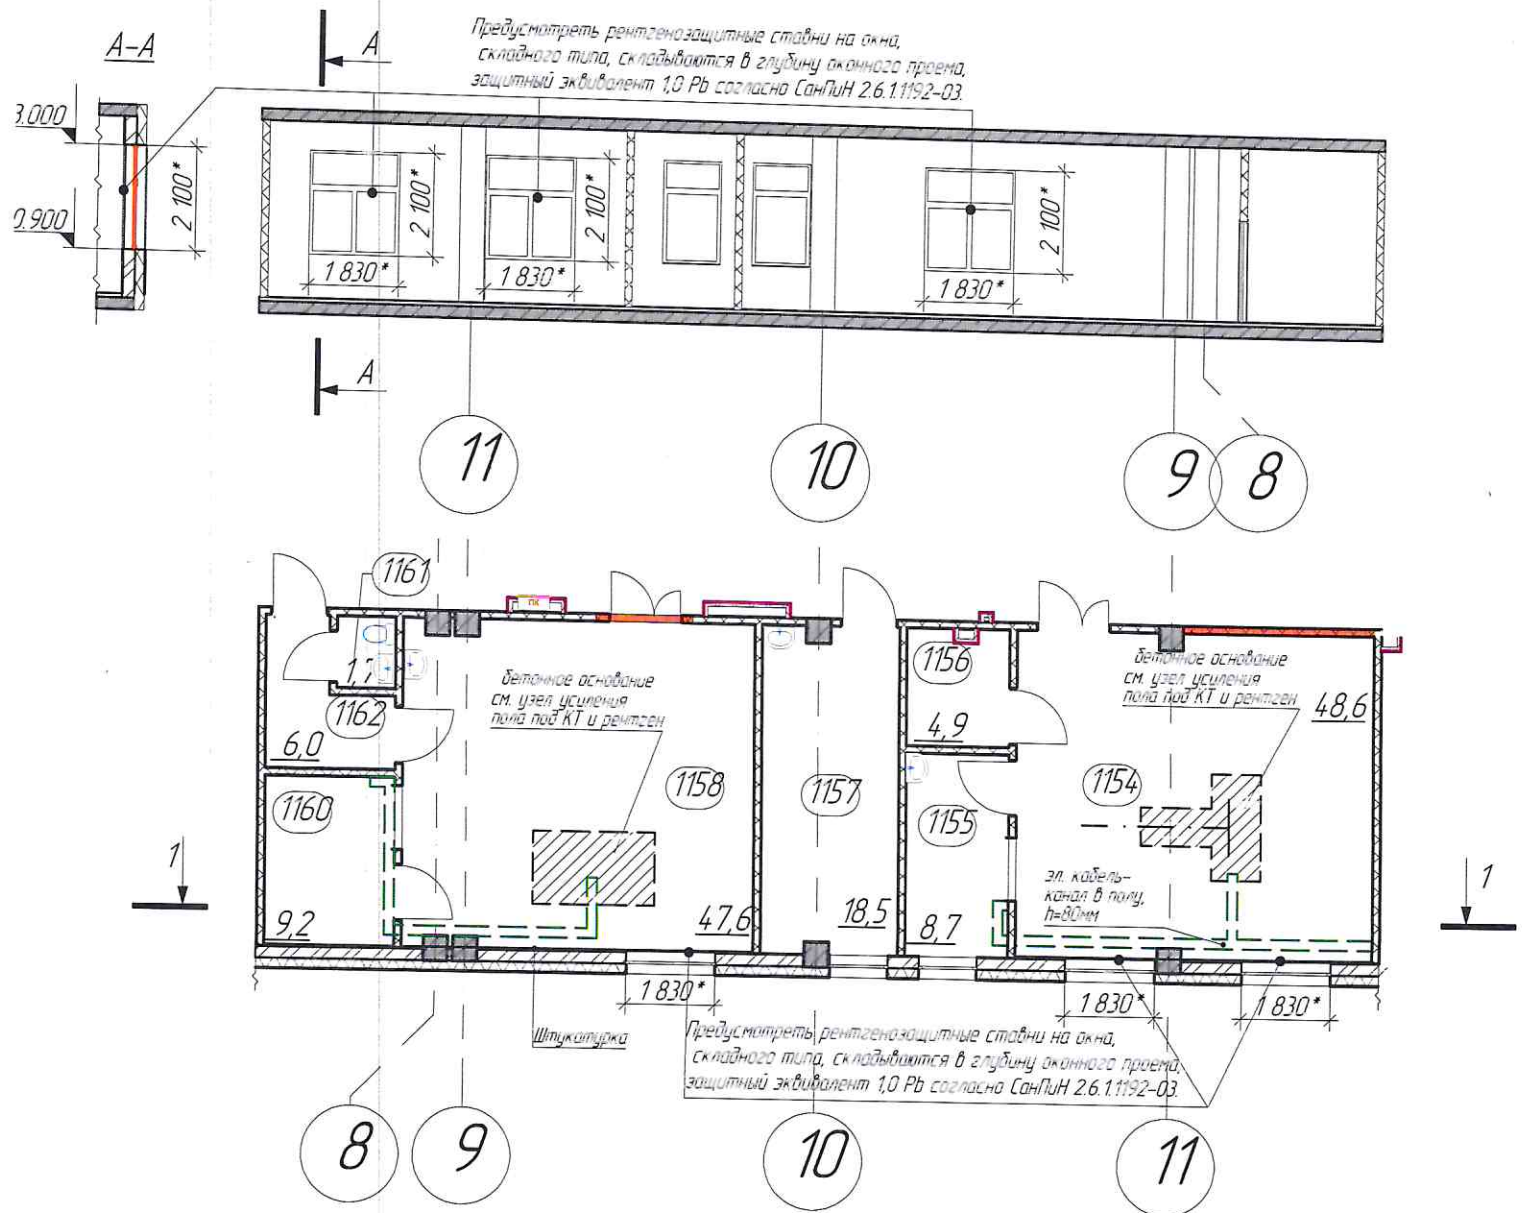 А-А
А
Предусмотреть рентгенозащитные ставни на окна,
складного типа, складываются в глубину оконного проема,
защитный эквивалент 1,0 Pb согласно СанПиН 2.6.1.1192-03.
3.000
0.900
2 100*
2 100*
2 100*
2 100*
1 830*
1 830*
1 830*
А
11
10
9
8
1161
ПК
1,7
1162
6,0
1160
9,2
бетонное основание
см. узел усиления
пола под КТ и рентген
1158
47,6
1157
18,5
1156
4,9
1155
8,7
бетонное основание
см. узел усиления
пола под КТ и рентген
48,6
1154
эл. кабель-
канал в полу,
h=80мм
1
1
1 830*
1 830*
1 830*
Штукатурка
Предусмотреть рентгенозащитные ставни на окна,
складного типа, складываются в глубину оконного проема,
защитный эквивалент 1,0 Pb согласно СанПиН 2.6.1.1192-03.
8
9
10
11